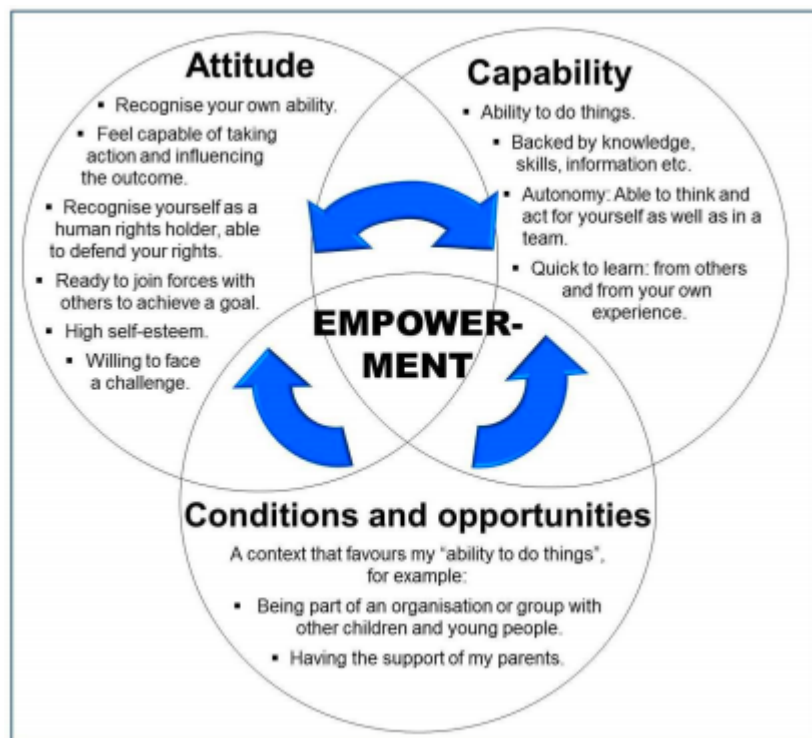 Attitude
▪ Recognise your own ability.
▪ Feel capable of taking
action and influencing
the outcome.
▪ Recognise yourself as a
human rights holder, able
to defend your rights.
▪ Ready to join forces with
others to achieve a goal.
▪ High self-esteem.
▪ Willing to face
a challenge.
Capability
▪ Ability to do things.
▪ Backed by knowledge,
skills, information etc.
▪ Autonomy: Able to think and
act for yourself as well as in a
team.
▪ Quick to learn: from others
and from your own
experience.
EMPOWER-
MENT
Conditions and opportunities
A context that favours my “ability to do things”,
for example:
▪ Being part of an organisation or group with
other children and young people.
▪ Having the support of my parents.